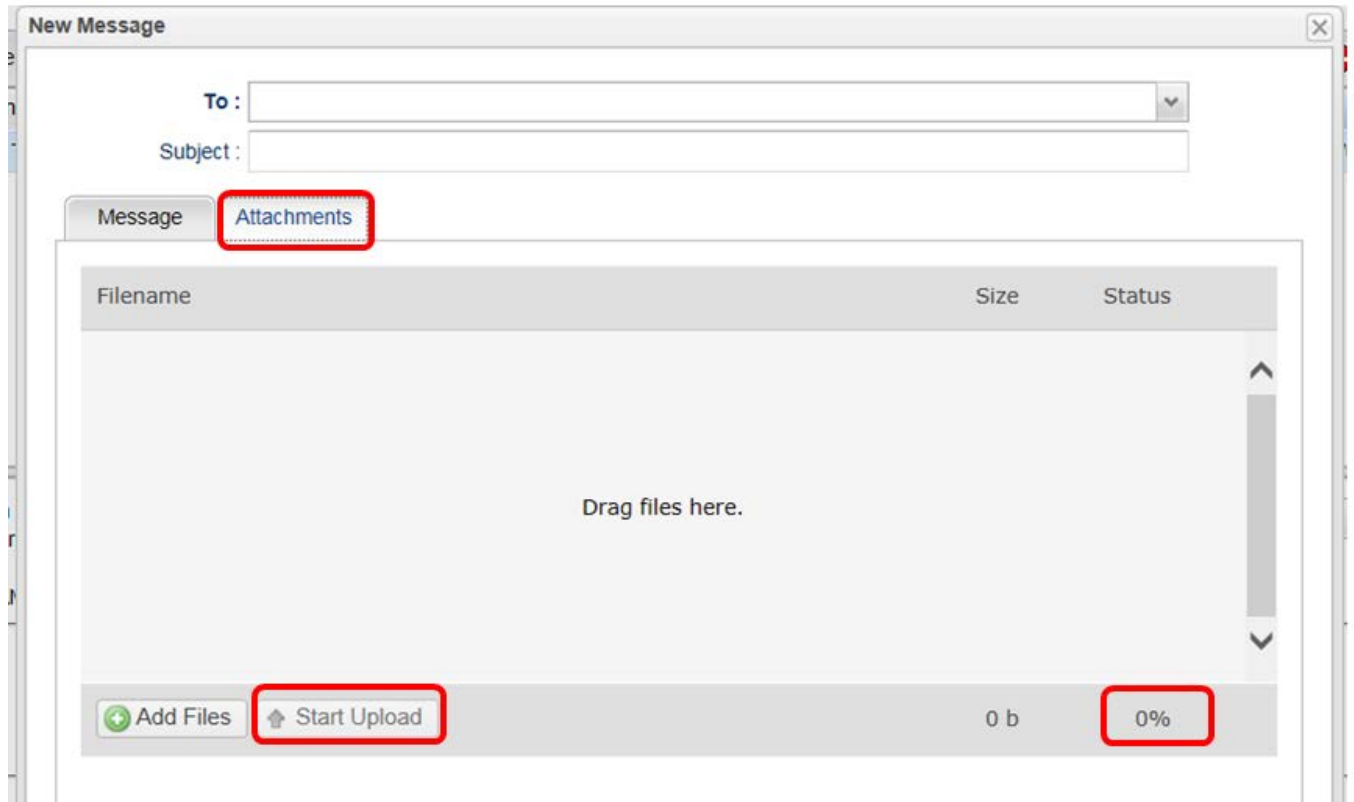 New Message
To :
Subject :
Message Attachments
Filename Size Status
Drag files here.
Add Files Start Upload 0 b 0%